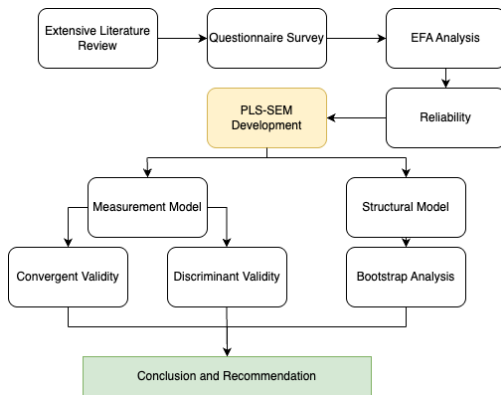 Extensive Literature
Review
Questionnaire Survey
EFA Analysis
PLS-SEM
Development
Reliability
Measurement Model
Structural Model
Convergent Validity
Discriminant Validity
Bootstrap Analysis
Conclusion and Recommendation